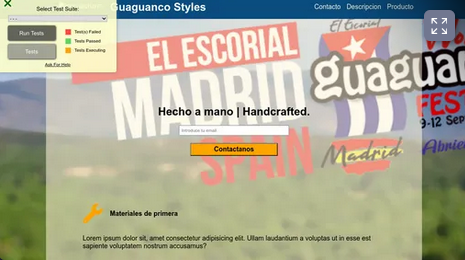 Select Test Suite:
---
Run Tests
Tests
Test(s) Failed
Tests Passed
Tests Executing
Ask For Help
Guaguanco Styles
Contacto
Descripcion
Producto
El Escorial
EL ESCORIAL
MADRID
SPAIN
guaguan
Madrid
FEST
9-12 Sep
Hecho a mano | Handcrafted.
Introduce tu email
Contactanos
Materiales de primera
Lorem ipsum dolor sit, amet consectetur adipisicing elit. Ullam laudantium a voluptas ut in esse est
sapiente voluptatem nostrum accusamus?